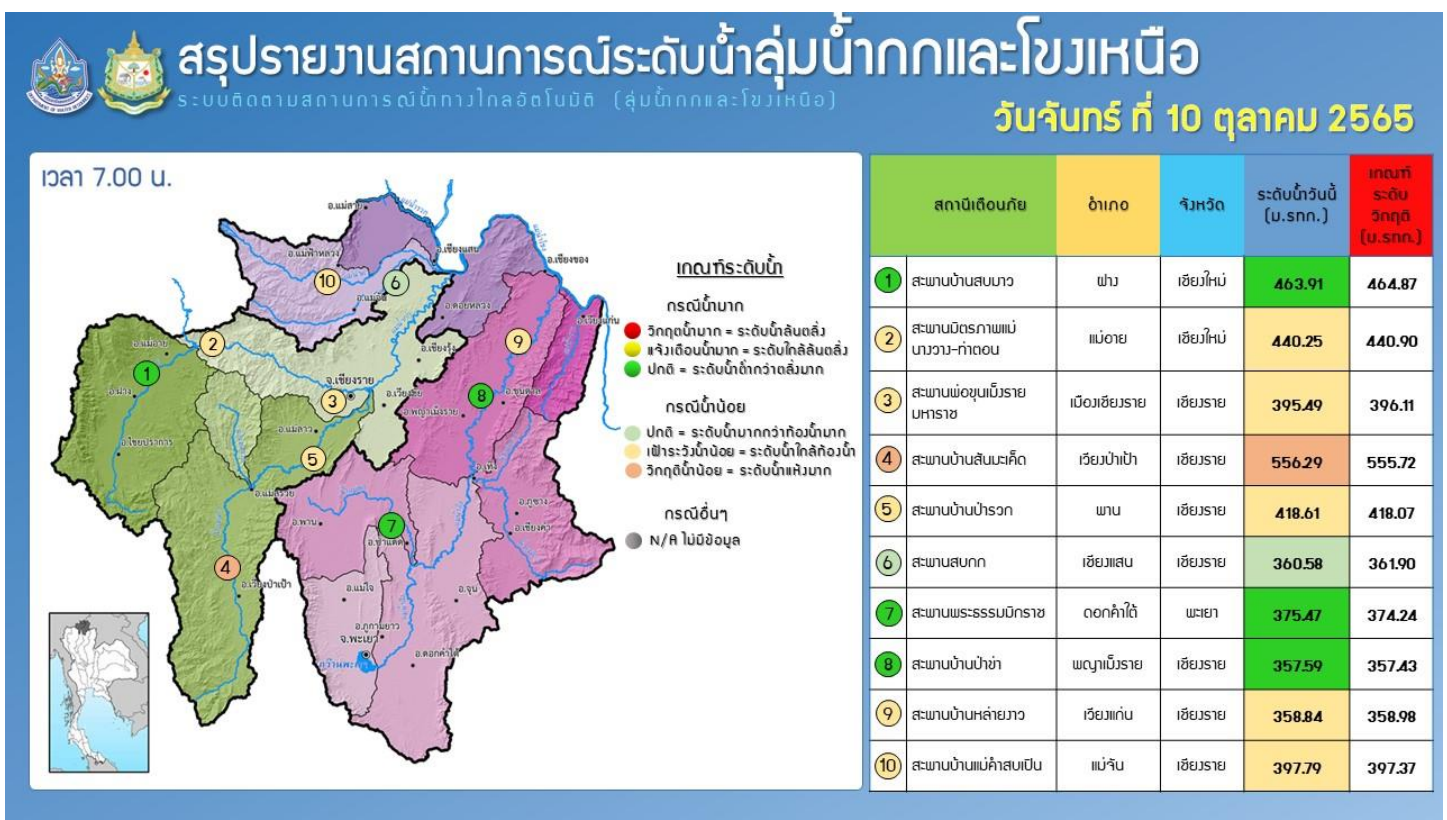 สรุปรายงานสถานการณ์ระดับน้ำลุ่มน้ำกกและโขงเหนือ
ระบบติดตามสถานการณ์น้ำทางไกลอัตโนมัติ (ลุ่มน้ำกกและโขงเหนือ)
วันจันทร์ ที่ 10 ตุลาคม 2565
เวลา 7.00 น.
อ.แม่สาย
อ.เชียงแสน
อ.แม่ฟ้าหลวง
อ.เชียงของ
10
6
อ.ดอยหลวง
อ.เวียงแก่น
2
9
อ.แม่อาย
อ.เชียงรุ้ง
1
จ.เชียงราย
อ.ฝาง
3
8
อ.ขุนตาล
อ.พญาเม็งราย
อ.แม่ลาว
อ.ไชยปราการ
5
อ.เทิง
อ.แม่สรวย
อ.ภูซาง
อ.พาน
7
อ.เชียงคำ
อ.ป่าแดด
4
อ.เวียงป่าเป้า
อ.แม่ใจ
อ.จุน
อ.ภูกามยาว
จ.พะเยา
อ.ดอกคำใต้
กว๊านพะเยา
เกณฑ์ระดับน้ำ
กรณีน้ำมาก
วิกฤตน้ำมาก = ระดับน้ำล้นตลิ่ง
แจ้งเตือนน้ำมาก = ระดับใกล้ล้นตลิ่ง
ปกติ = ระดับน้ำต่ำกว่าตลิ่งมาก
กรณีน้ำน้อย
ปกติ = ระดับน้ำมากกว่าท้องน้ำมาก
เฝ้าระวังน้ำน้อย = ระดับน้ำใกล้ท้องน้ำ
วิกฤติน้ำน้อย = ระดับน้ำแห้งมาก
กรณีอื่นๆ
N/A ไม่มีข้อมูล
สถานีเตือนภัย อำเภอ จังหวัด ระดับน้ำวันนี้ (ม.รทก.) เกณฑ์ระดับวิกฤติ (ม.รทก.)
1 สะพานบ้านสบมาว ฝาง เชียงใหม่ 463.91 464.87
2 สะพานมิตรภาพแม่นางวาง-ท่าตอน แม่อาย เชียงใหม่ 440.25 440.90
3 สะพานพ่อขุนเม็งรายมหาราช เมืองเชียงราย เชียงราย 395.49 396.11
4 สะพานบ้านสันมะเค็ด เวียงป่าเป้า เชียงราย 556.29 555.72
5 สะพานบ้านป่ารวก พาน เชียงราย 418.61 418.07
6 สะพานสบกก เชียงแสน เชียงราย 360.58 361.90
7 สะพานพระธรรมมิกราช ดอกคำใต้ พะเยา 375.47 374.24
8 สะพานบ้านป่าข่า พญาเม็งราย เชียงราย 357.59 357.43
9 สะพานบ้านหล่ายงาว เวียงแก่น เชียงราย 358.84 358.98
10 สะพานบ้านแม่คำสบเปิน แม่จัน เชียงราย 397.79 397.37